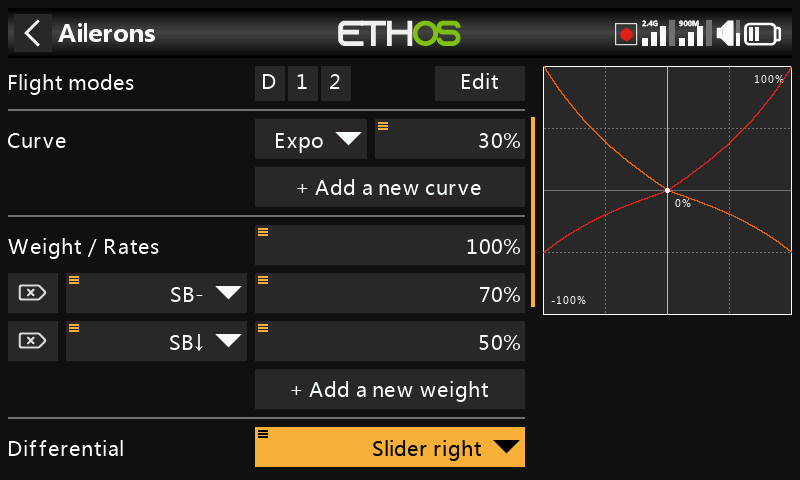 Ailerons
ETHOS
2.4G 900M
Flight modes D 1 2 Edit
Curve Expo 30%
+ Add a new curve
Weight / Rates 100%
SB- 70%
SB↓ 50%
+ Add a new weight
Differential Slider right
100%
0%
-100%